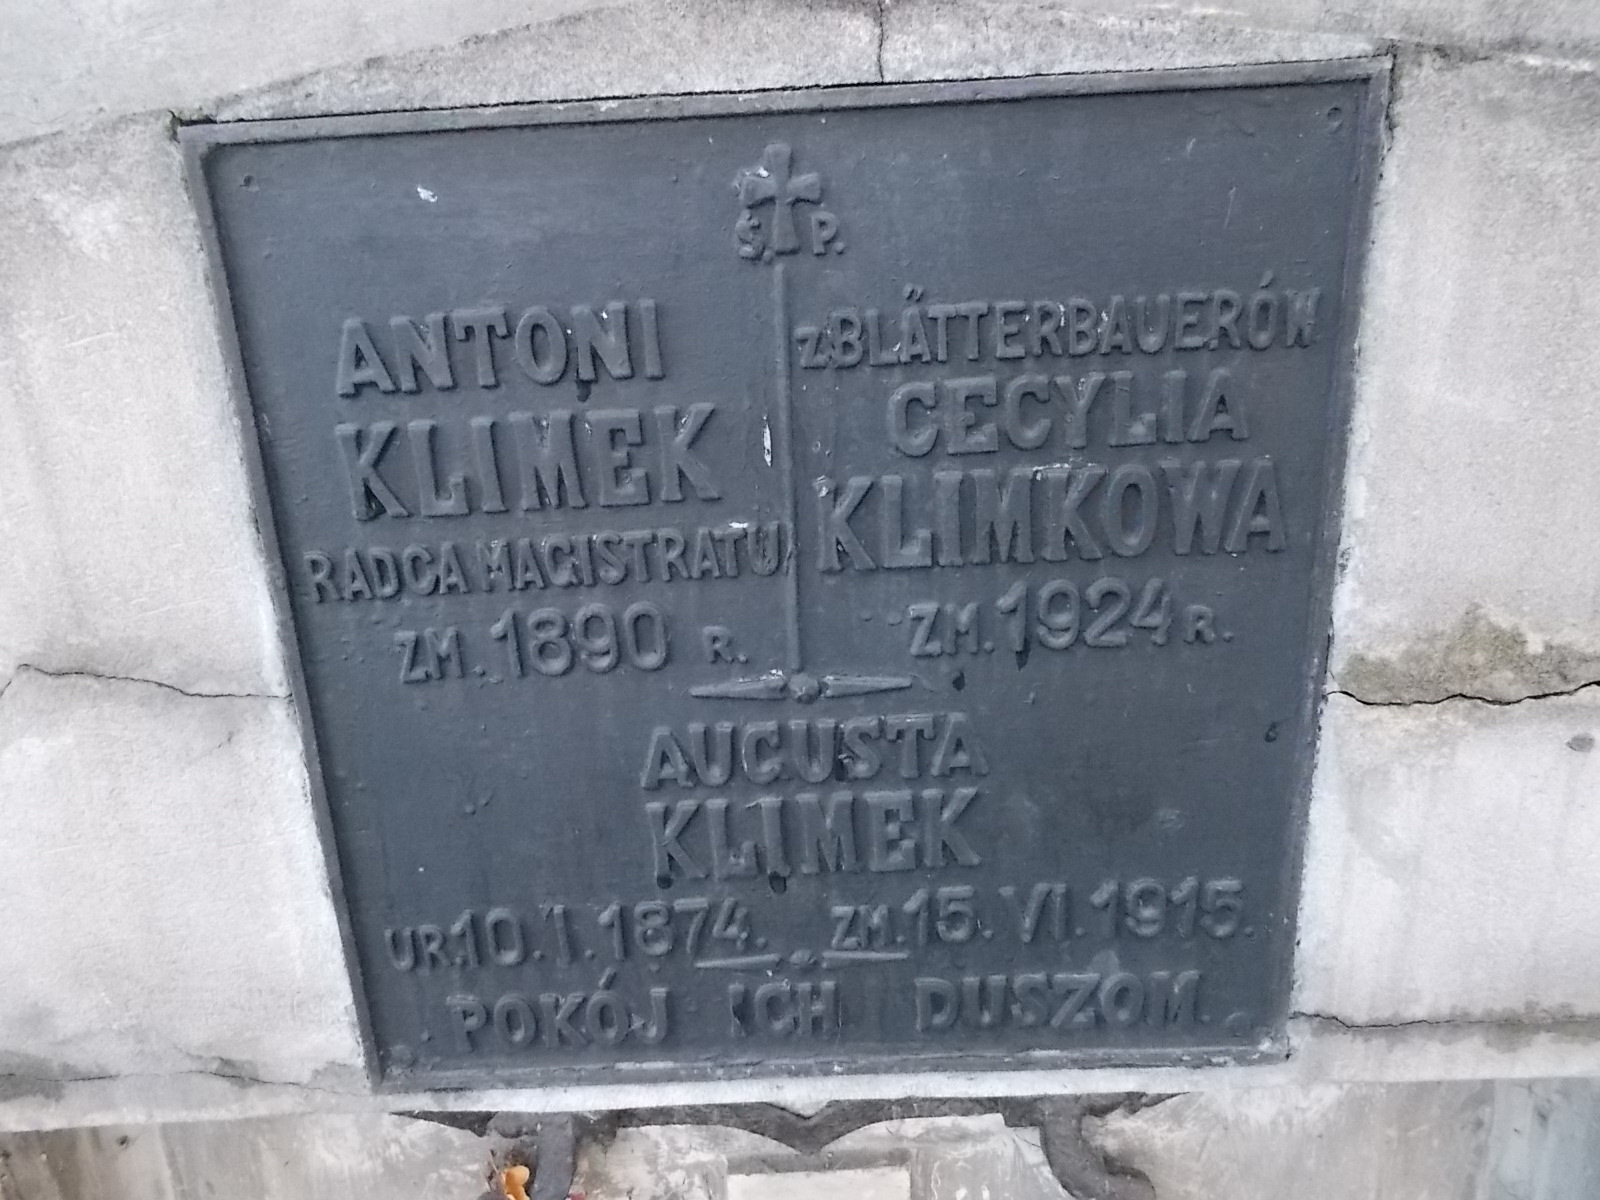 Ś. P.
ANTONI
KLIMEK
RADCA MAGISTRATU
ZM. 1890 R.
Z BLÄTTERBAUERÓW
CECYLIA
KLIMKOWA
ZM. 1924 R.
AUGUSTA
KLIMEK
UR. 10. I. 1874. ZM. 15. VI. 1915.
POKÓJ ICH DUSZOM.